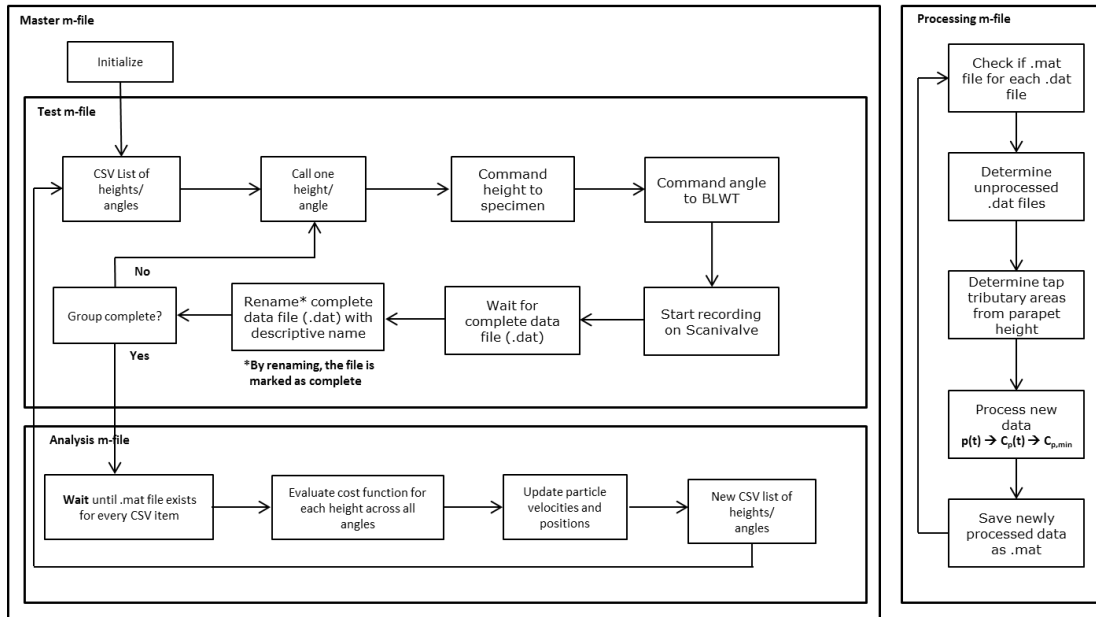 Master m-file
Initialize
Test m-file
CSV List of
heights/
angles
Call one
height/
angle
Command
height to
specimen
Command angle
to BLWT
No
Group complete?
Rename* complete
data file (.dat) with
descriptive name
Wait for
complete data
file (.dat)
Start recording
on Scanivalve
Yes
*By renaming, the file is
marked as complete
Analysis m-file
Wait until .mat file exists
for every CSV item
Evaluate cost function for
each height across all
angles
Update particle
velocities and
positions
New CSV list of
heights/
angles
Processing m-file
Check if .mat
file for each .dat
file
Determine
unprocessed
.dat files
Determine tap
tributary areas
from parapet
height
Process new
data
p(t) → Cp(t) → Cp,min
Save newly
processed data
as .mat